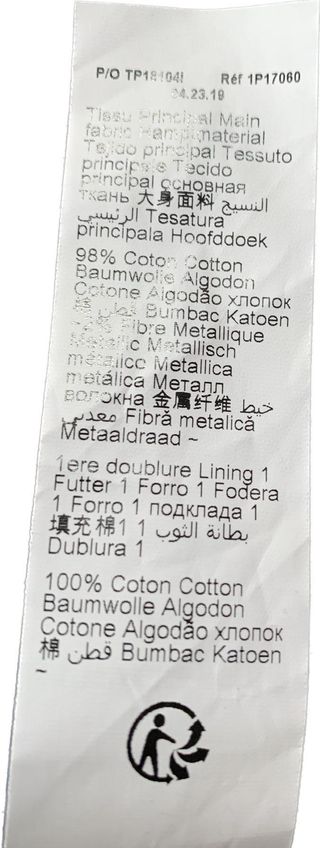 P/O TP18104I Réf 1P17060
04.23.19
Tissu Principal Main
fabric Hauptmaterial
Tejido principal Tessuto
principale Tecido
principal основная
ткань 大身面料 النسيج
الرئيسي Tesatura
principala Hoofddoek
98% Coton Cotton
Baumwolle Algodon
Cotone Algodão хлопок
棉 قطن Bumbac Katoen
~2% Fibre Metallique
Metallic Metallisch
métallico Metallica
metálica Металл
волокна 金属纤维 خيط
معدني Fibră metalică
Metaaldraad ~
1ere doublure Lining 1
Futter 1 Forro 1 Fodera
1 Forro 1 подклада 1
填充棉1 بطانة الثوب 1
Dublura 1
100% Coton Cotton
Baumwolle Algodon
Cotone Algodão хлопок
棉 قطن Bumbac Katoen
~